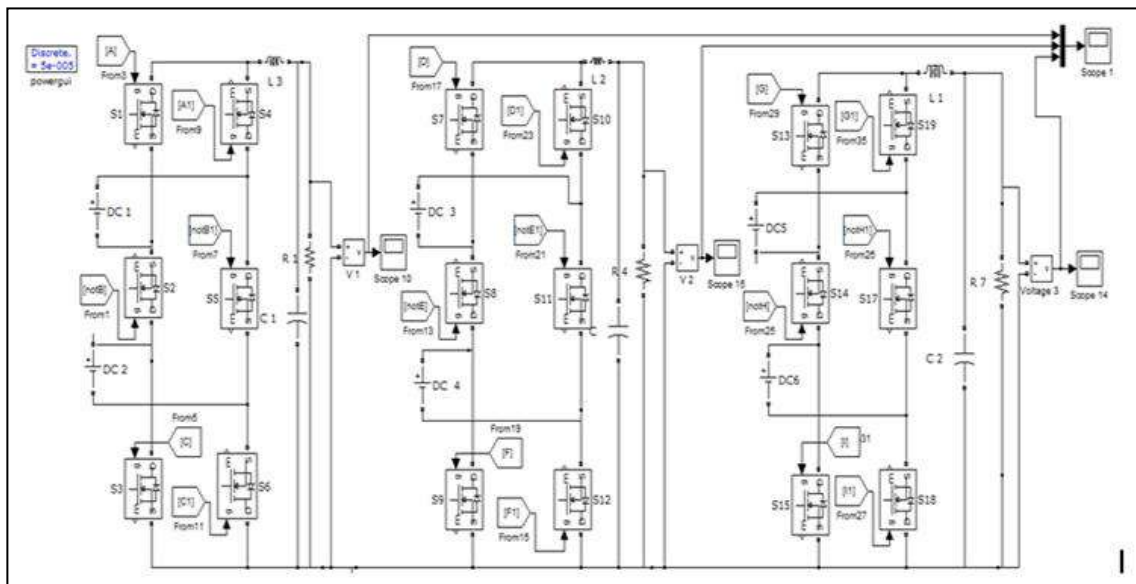 Discrete,
= 5e-005
powergui
[A]
From3
S1
[A1]
From9
S4
L 3
DC 1
[notB1]
From7
[notB]
From1
S2
S5
C 1
R 1
V 1
Scope 10
DC 2
From5
[C]
S3
[C1]
From11
S6
[D]
From17
S7
[D1]
From23
S10
L 2
DC 3
[notE1]
From21
[notE]
From13
S8
S11
C
R 4
V 2
Scope 15
DC 4
From19
[F]
S9
[F1]
From15
S12
[G]
From29
S13
[G1]
From35
S19
L 1
Scope 1
DC5
[notH1]
From26
[notH]
From25
S14
S17
R 7
C 2
Voltage 3
Scope 14
DC6
[I]
S15
[I1]
From27
S18